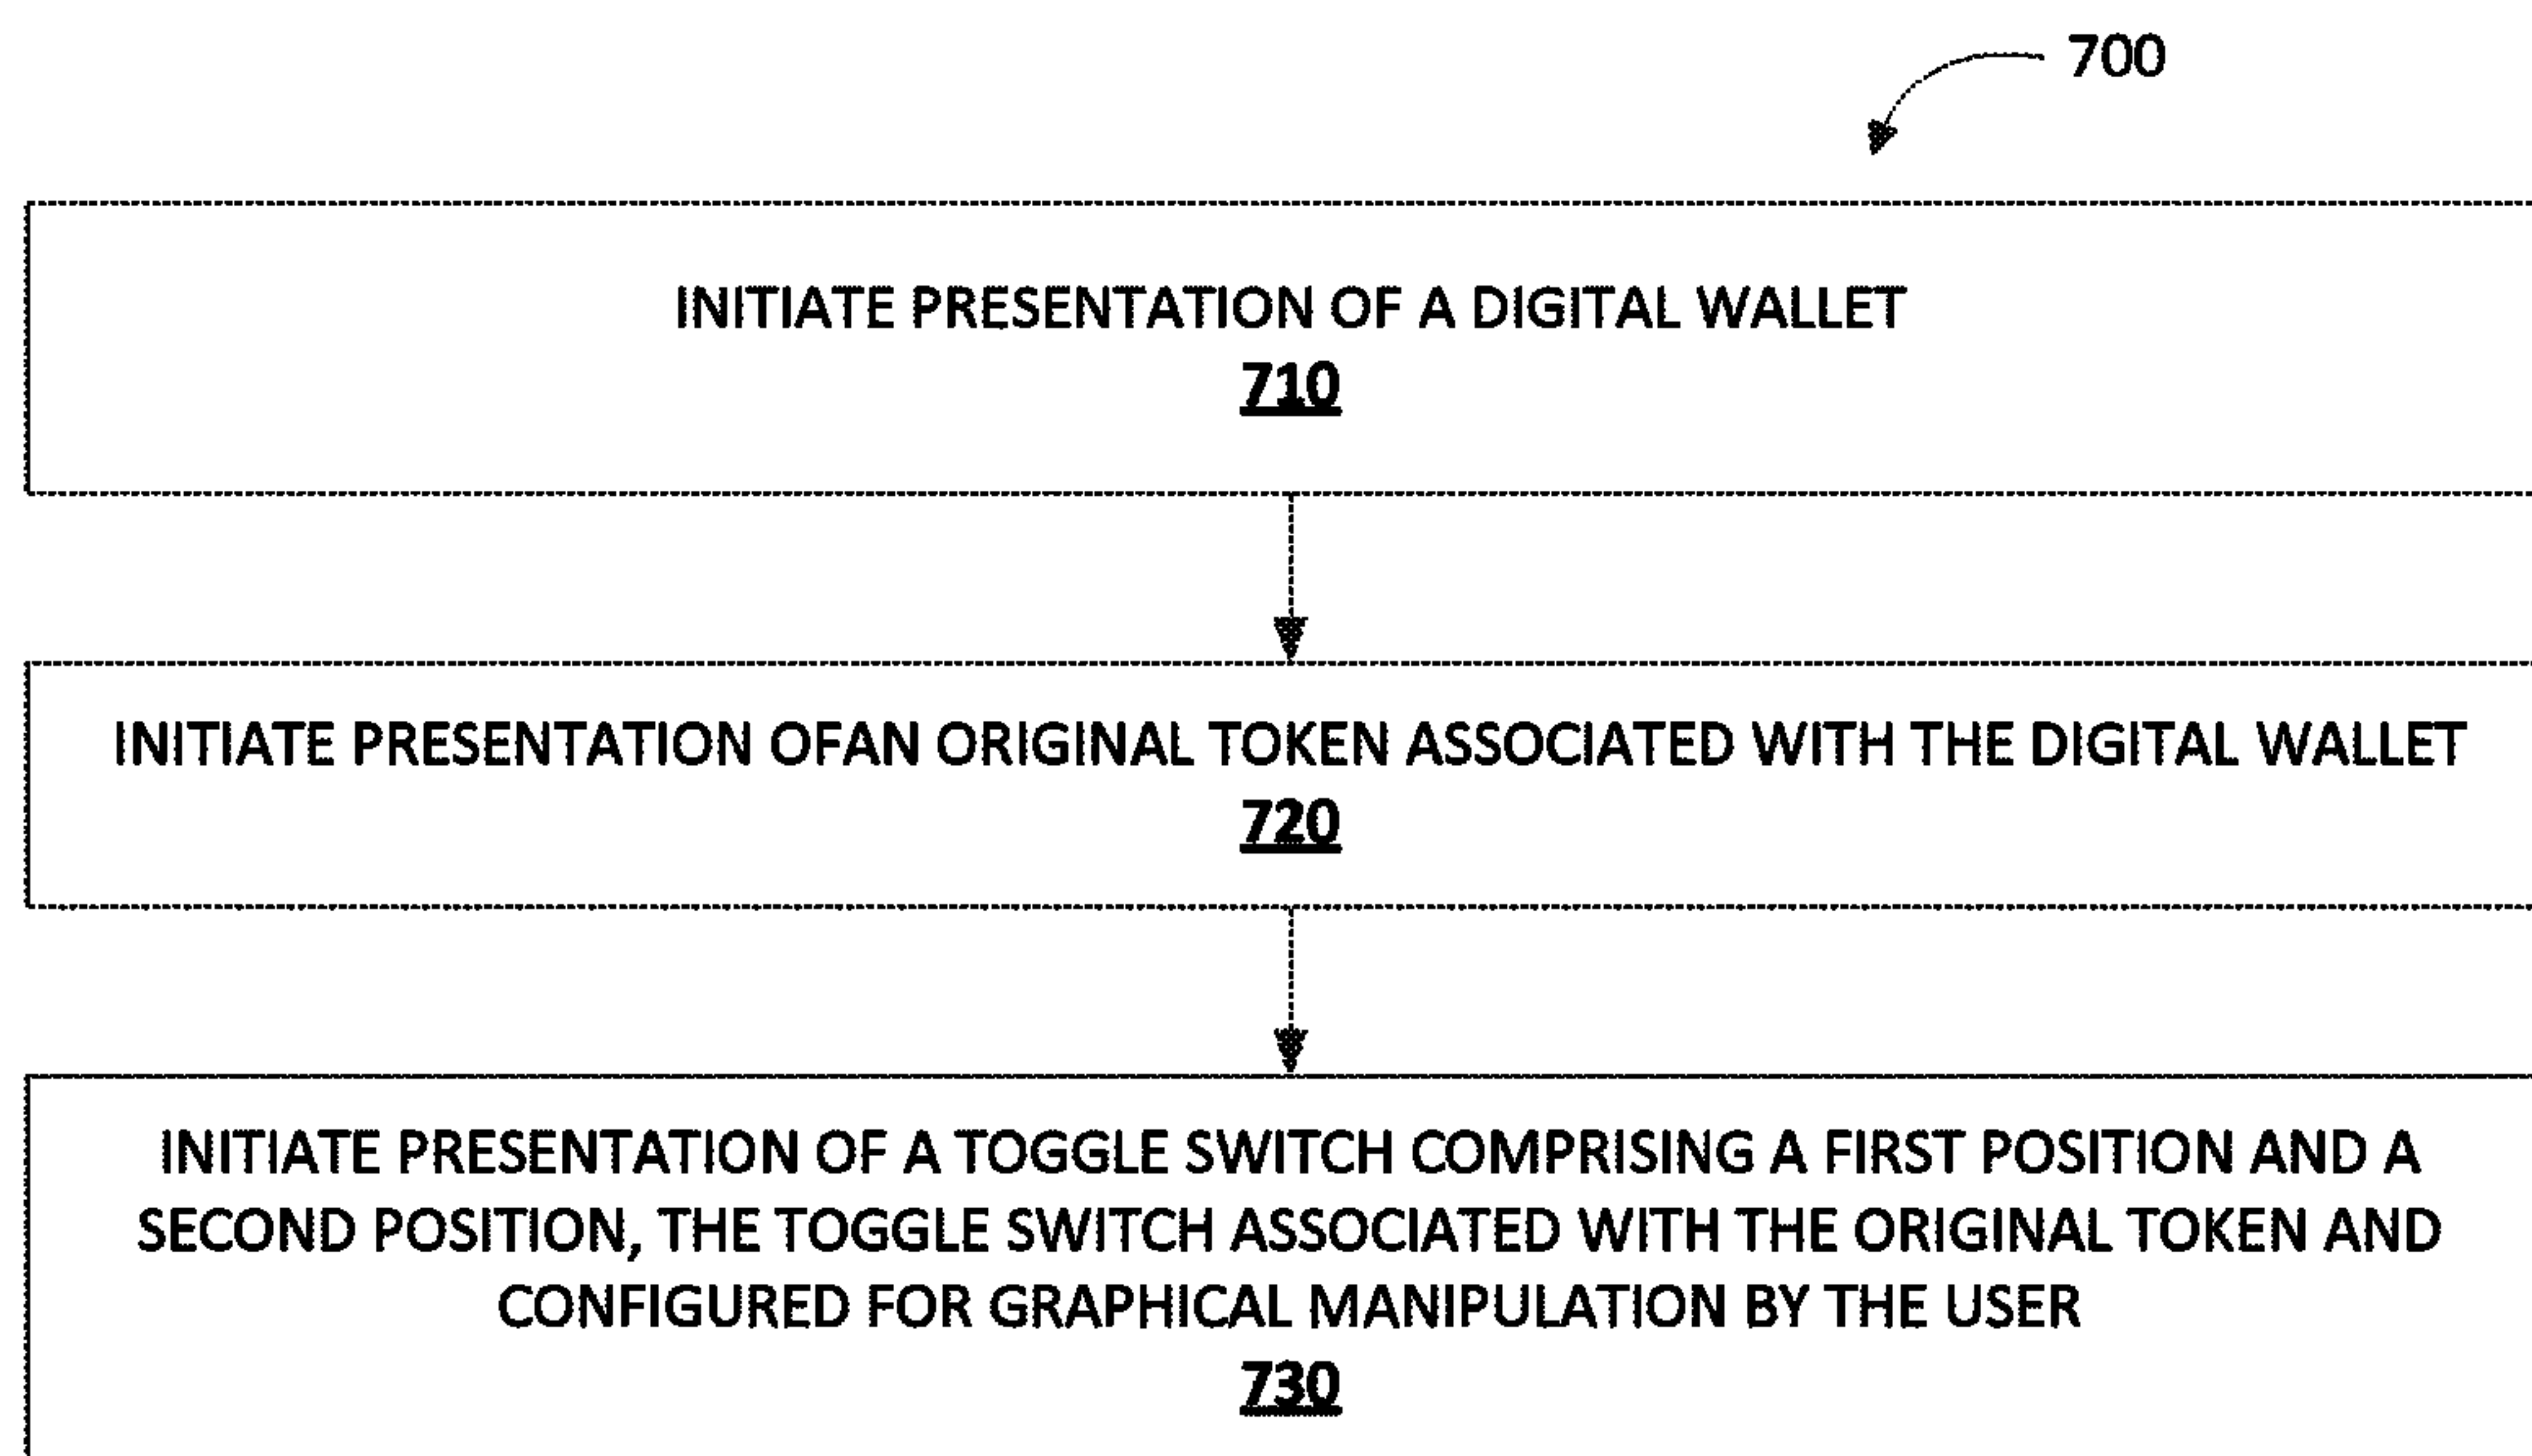 700
INITIATE PRESENTATION OF A DIGITAL WALLET
710
INITIATE PRESENTATION OFAN ORIGINAL TOKEN ASSOCIATED WITH THE DIGITAL WALLET
720
INITIATE PRESENTATION OF A TOGGLE SWITCH COMPRISING A FIRST POSITION AND A
SECOND POSITION, THE TOGGLE SWITCH ASSOCIATED WITH THE ORIGINAL TOKEN AND
CONFIGURED FOR GRAPHICAL MANIPULATION BY THE USER
730